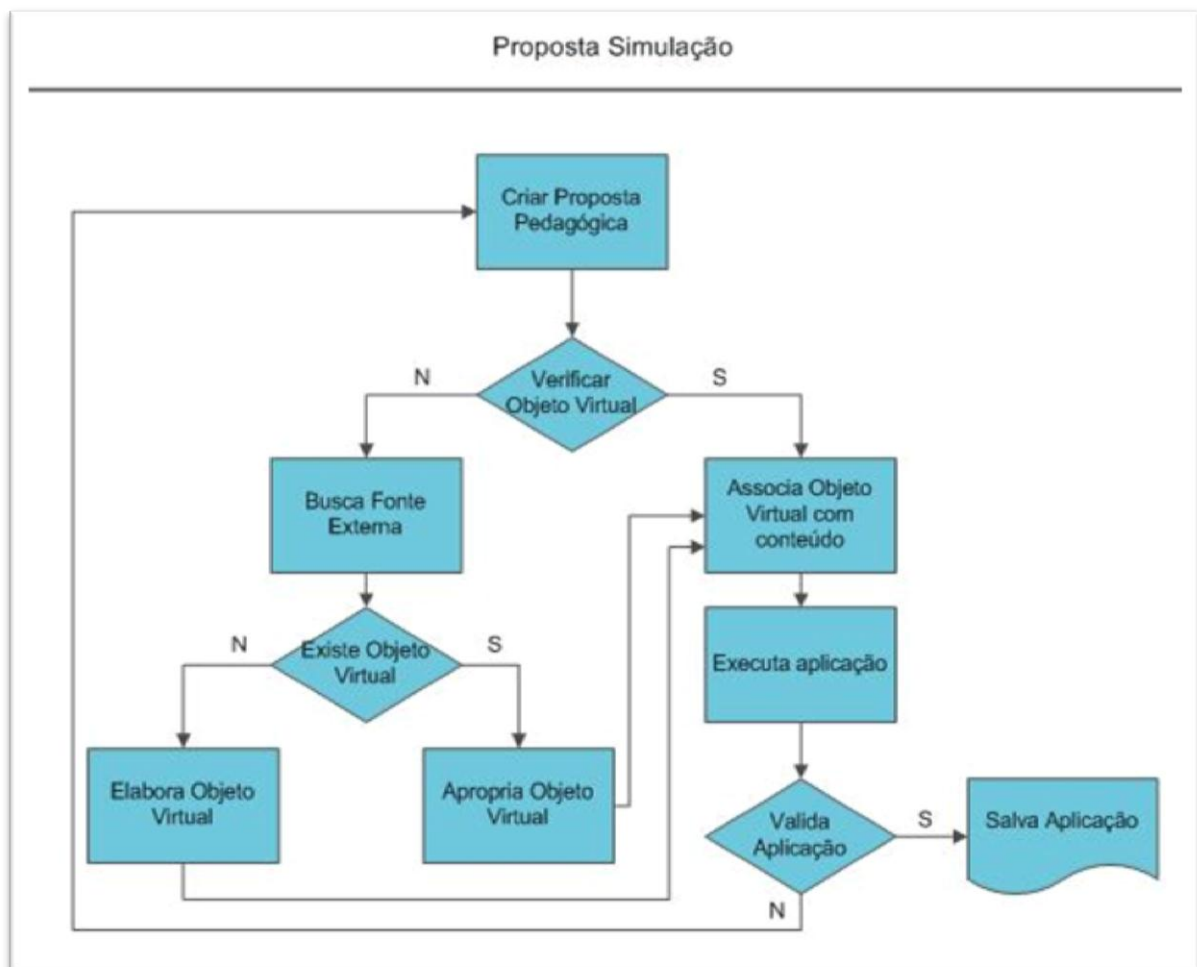 Proposta Simulação
Criar Proposta
Pedagógica
Verificar
Objeto Virtual
N
S
Busca Fonte
Externa
Associa Objeto
Virtual com
conteúdo
Existe Objeto
Virtual
N
S
Executa aplicação
Elabora Objeto
Virtual
Apropria Objeto
Virtual
Valida
Aplicação
S
N
Salva Aplicação